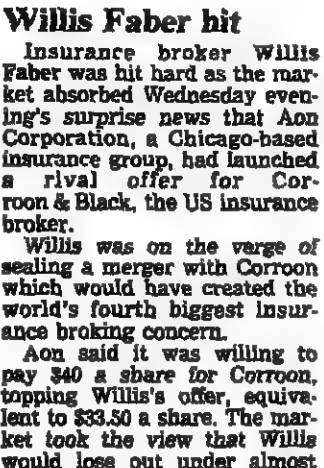 Willis Faber hit
Insurance broker Willis
Faber was hit hard as the mar-
ket absorbed Wednesday even-
ing's surprise news that Aon
Corporation, a Chicago-based
insurance group, had launched
a rival offer for Cor-
roon & Black, the US insurance
broker.
Willis was on the verge of
sealing a merger with Corroon
which would have created the
world's fourth biggest insur-
ance broking concern.
Aon said it was willing to
pay $40 a share for Corroon,
topping Willis's offer, equiva-
lent to $33.50 a share. The mar-
ket took the view that Willis
would lose out under almost